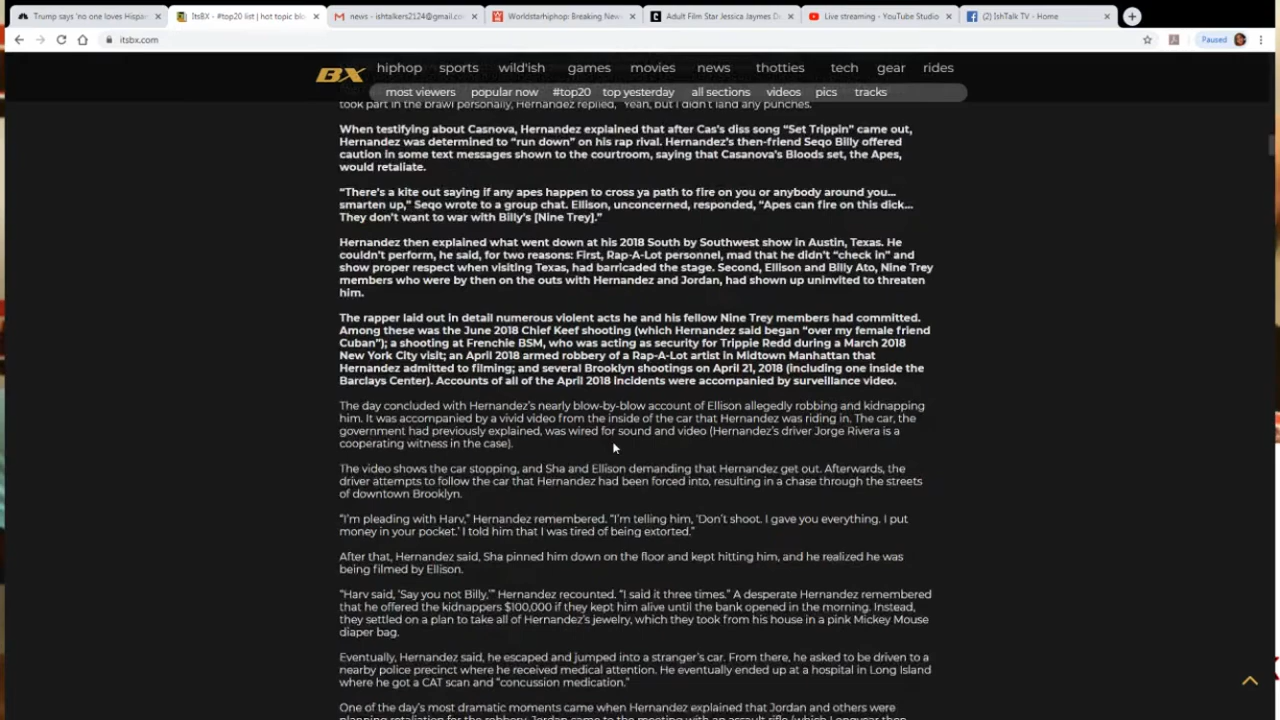 Trump says 'no one loves Hispan
ItsBX - #top20 list | hot topic blo
news - ishtalkers2124@gmail.co
Worldstarhiphop: Breaking New
Adult Film Star Jessica Jaymes D
Live streaming - YouTube Studio
(2) IshTalk TV - Home
itsbx.com
Paused
BX
hiphop sports wild'ish games movies news thotties tech gear rides
most viewers popular now #top20 top yesterday all sections videos pics tracks
took part in the brawl personally, Hernandez replied, "Yeah, but I didn't land any punches."
When testifying about Casnova, Hernandez explained that after Cas's diss song "Set Trippin" came out,
Hernandez was determined to "run down" on his rap rival. Hernandez's then-friend Seqo Billy offered
caution in some text messages shown to the courtroom, saying that Casanova's Bloods set, the Apes,
would retaliate.
"There's a kite out saying if any apes happen to cross ya path to fire on you or anybody around you...
smarten up," Seqo wrote to a group chat. Ellison, unconcerned, responded, "Apes can fire on this dick...
They don't want to war with Billy's [Nine Trey]."
Hernandez then explained what went down at his 2018 South by Southwest show in Austin, Texas. He
couldn't perform, he said, for two reasons: First, Rap-A-Lot personnel, mad that he didn't "check in" and
show proper respect when visiting Texas, had barricaded the stage. Second, Ellison and Billy Ato, Nine Trey
members who were by then on the outs with Hernandez and Jordan, had shown up uninvited to threaten
him.
The rapper laid out in detail numerous violent acts he and his fellow Nine Trey members had committed.
Among these was the June 2018 Chief Keef shooting (which Hernandez said began "over my female friend
Cuban"); a shooting at Frenchie BSM, who was acting as security for Trippie Redd during a March 2018
New York City visit; an April 2018 armed robbery of a Rap-A-Lot artist in Midtown Manhattan that
Hernandez admitted to filming; and several Brooklyn shootings on April 21, 2018 (including one inside the
Barclays Center). Accounts of all of the April 2018 incidents were accompanied by surveillance video.
The day concluded with Hernandez's nearly blow-by-blow account of Ellison allegedly robbing and kidnapping
him. It was accompanied by a vivid video from the inside of the car that Hernandez was riding in. The car, the
government had previously explained, was wired for sound and video (Hernandez's driver Jorge Rivera is a
cooperating witness in the case).
The video shows the car stopping, and Sha and Ellison demanding that Hernandez get out. Afterwards, the
driver attempts to follow the car that Hernandez had been forced into, resulting in a chase through the streets
of downtown Brooklyn.
"I'm pleading with Harv," Hernandez remembered. "I'm telling him, 'Don't shoot. I gave you everything. I put
money in your pocket.' I told him that I was tired of being extorted."
After that, Hernandez said, Sha pinned him down on the floor and kept hitting him, and he realized he was
being filmed by Ellison.
"Harv said, 'Say you not Billy,'" Hernandez recounted. "I said it three times." A desperate Hernandez remembered
that he offered the kidnappers $100,000 if they kept him alive until the bank opened in the morning. Instead,
they settled on a plan to take all of Hernandez's jewelry, which they took from his house in a pink Mickey Mouse
diaper bag.
Eventually, Hernandez said, he escaped and jumped into a stranger's car. From there, he asked to be driven to a
nearby police precinct where he received medical attention. He eventually ended up at a hospital in Long Island
where he got a CAT scan and "concussion medication."
One of the day's most dramatic moments came when Hernandez explained that Jordan and others were
planning retaliation for the robbery. Jordan came to the meeting with an assault rifle (which Longyear then